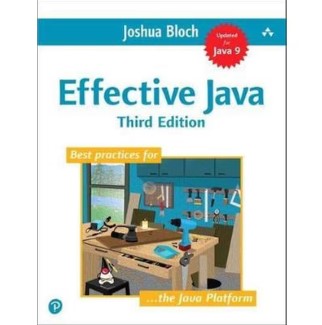 Joshua Bloch
Updated
for
Java 9
Effective Java
Third Edition
Best practices for
...the Java Platform